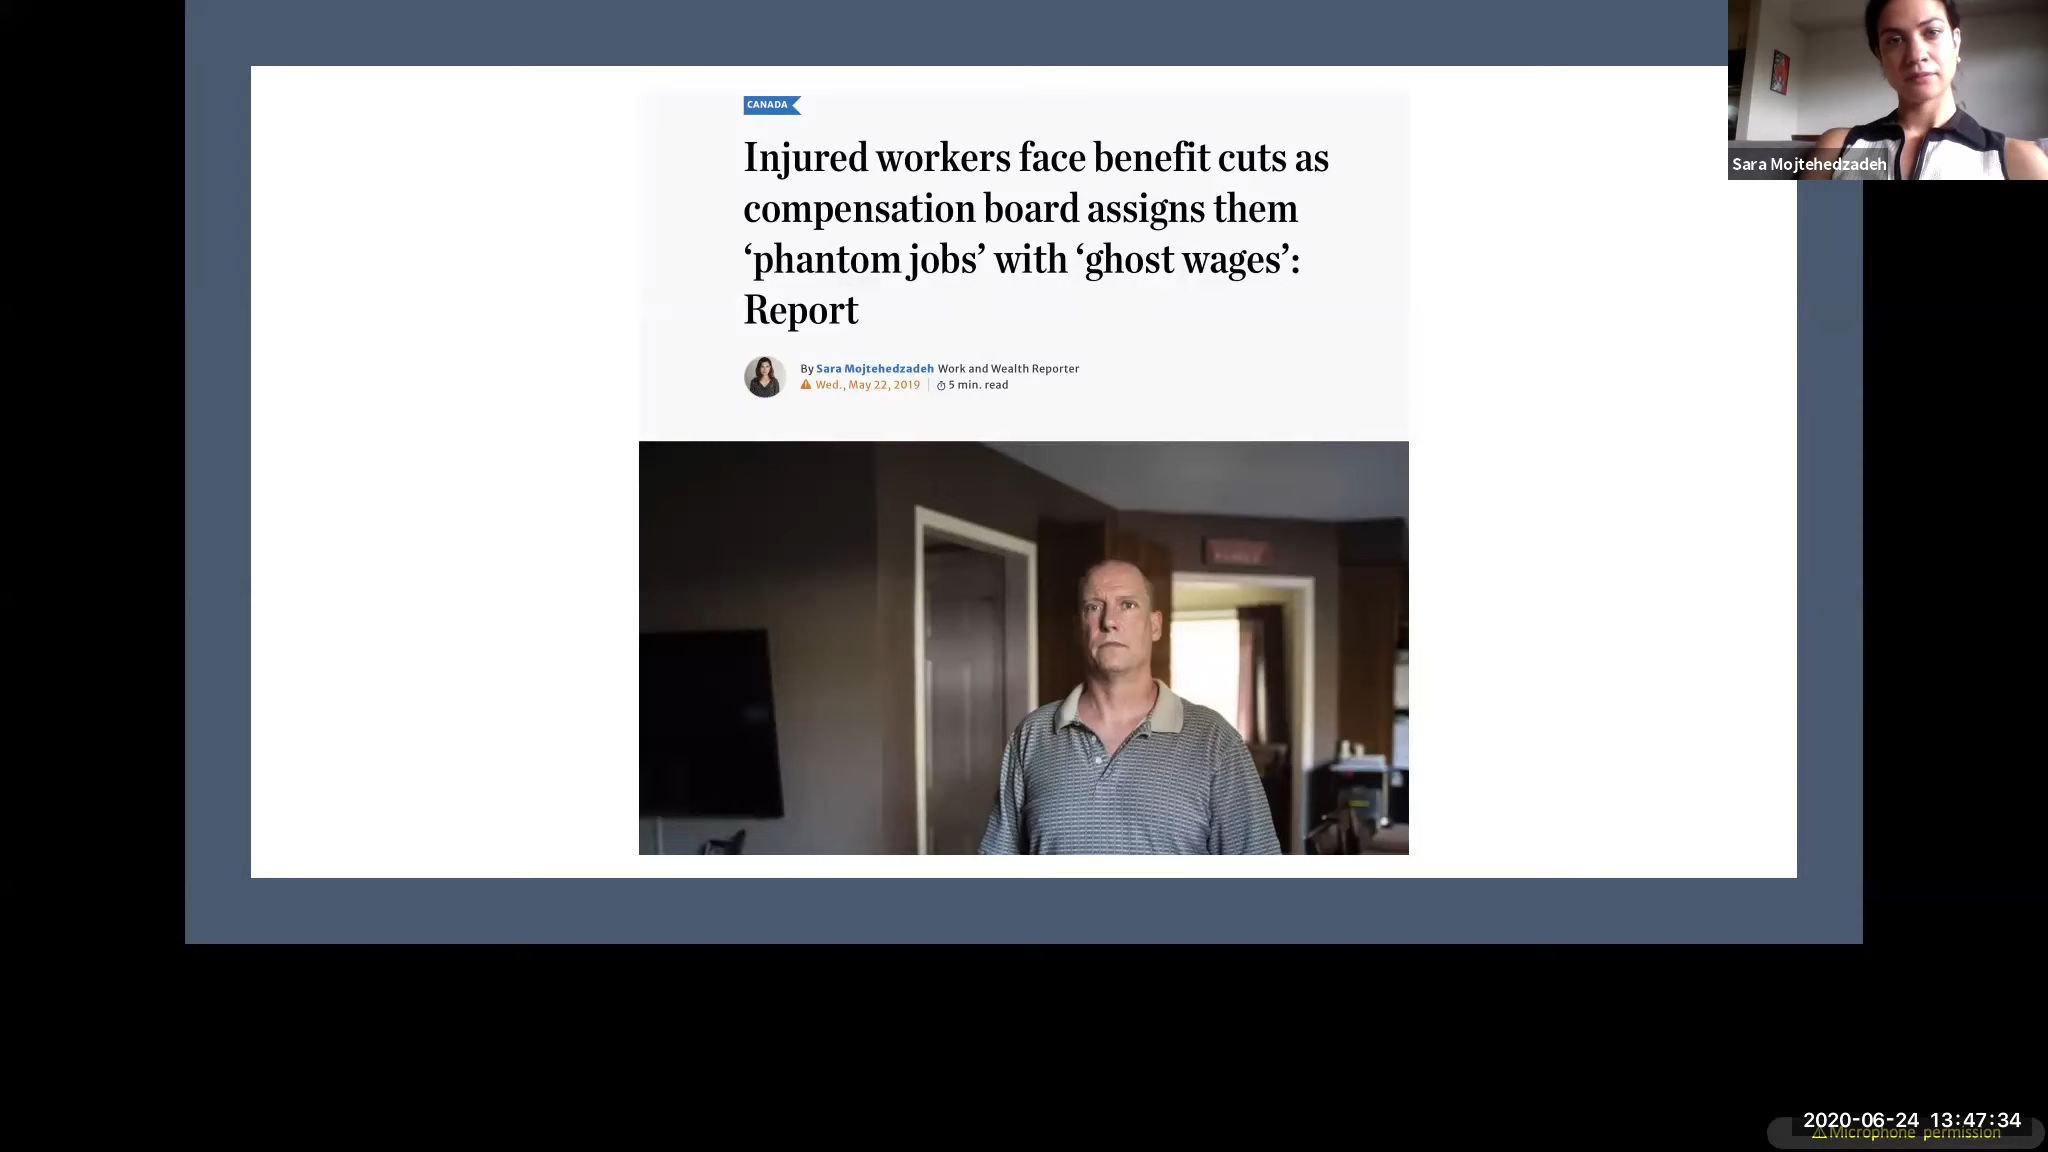 CANADA
Injured workers face benefit cuts as
compensation board assigns them
‘phantom jobs’ with ‘ghost wages’:
Report
By Sara Mojtehedzadeh Work and Wealth Reporter
Wed., May 22, 2019 5 min. read
Sara Mojtehedzadeh
2020-06-24 13:47:34
Microphone permission